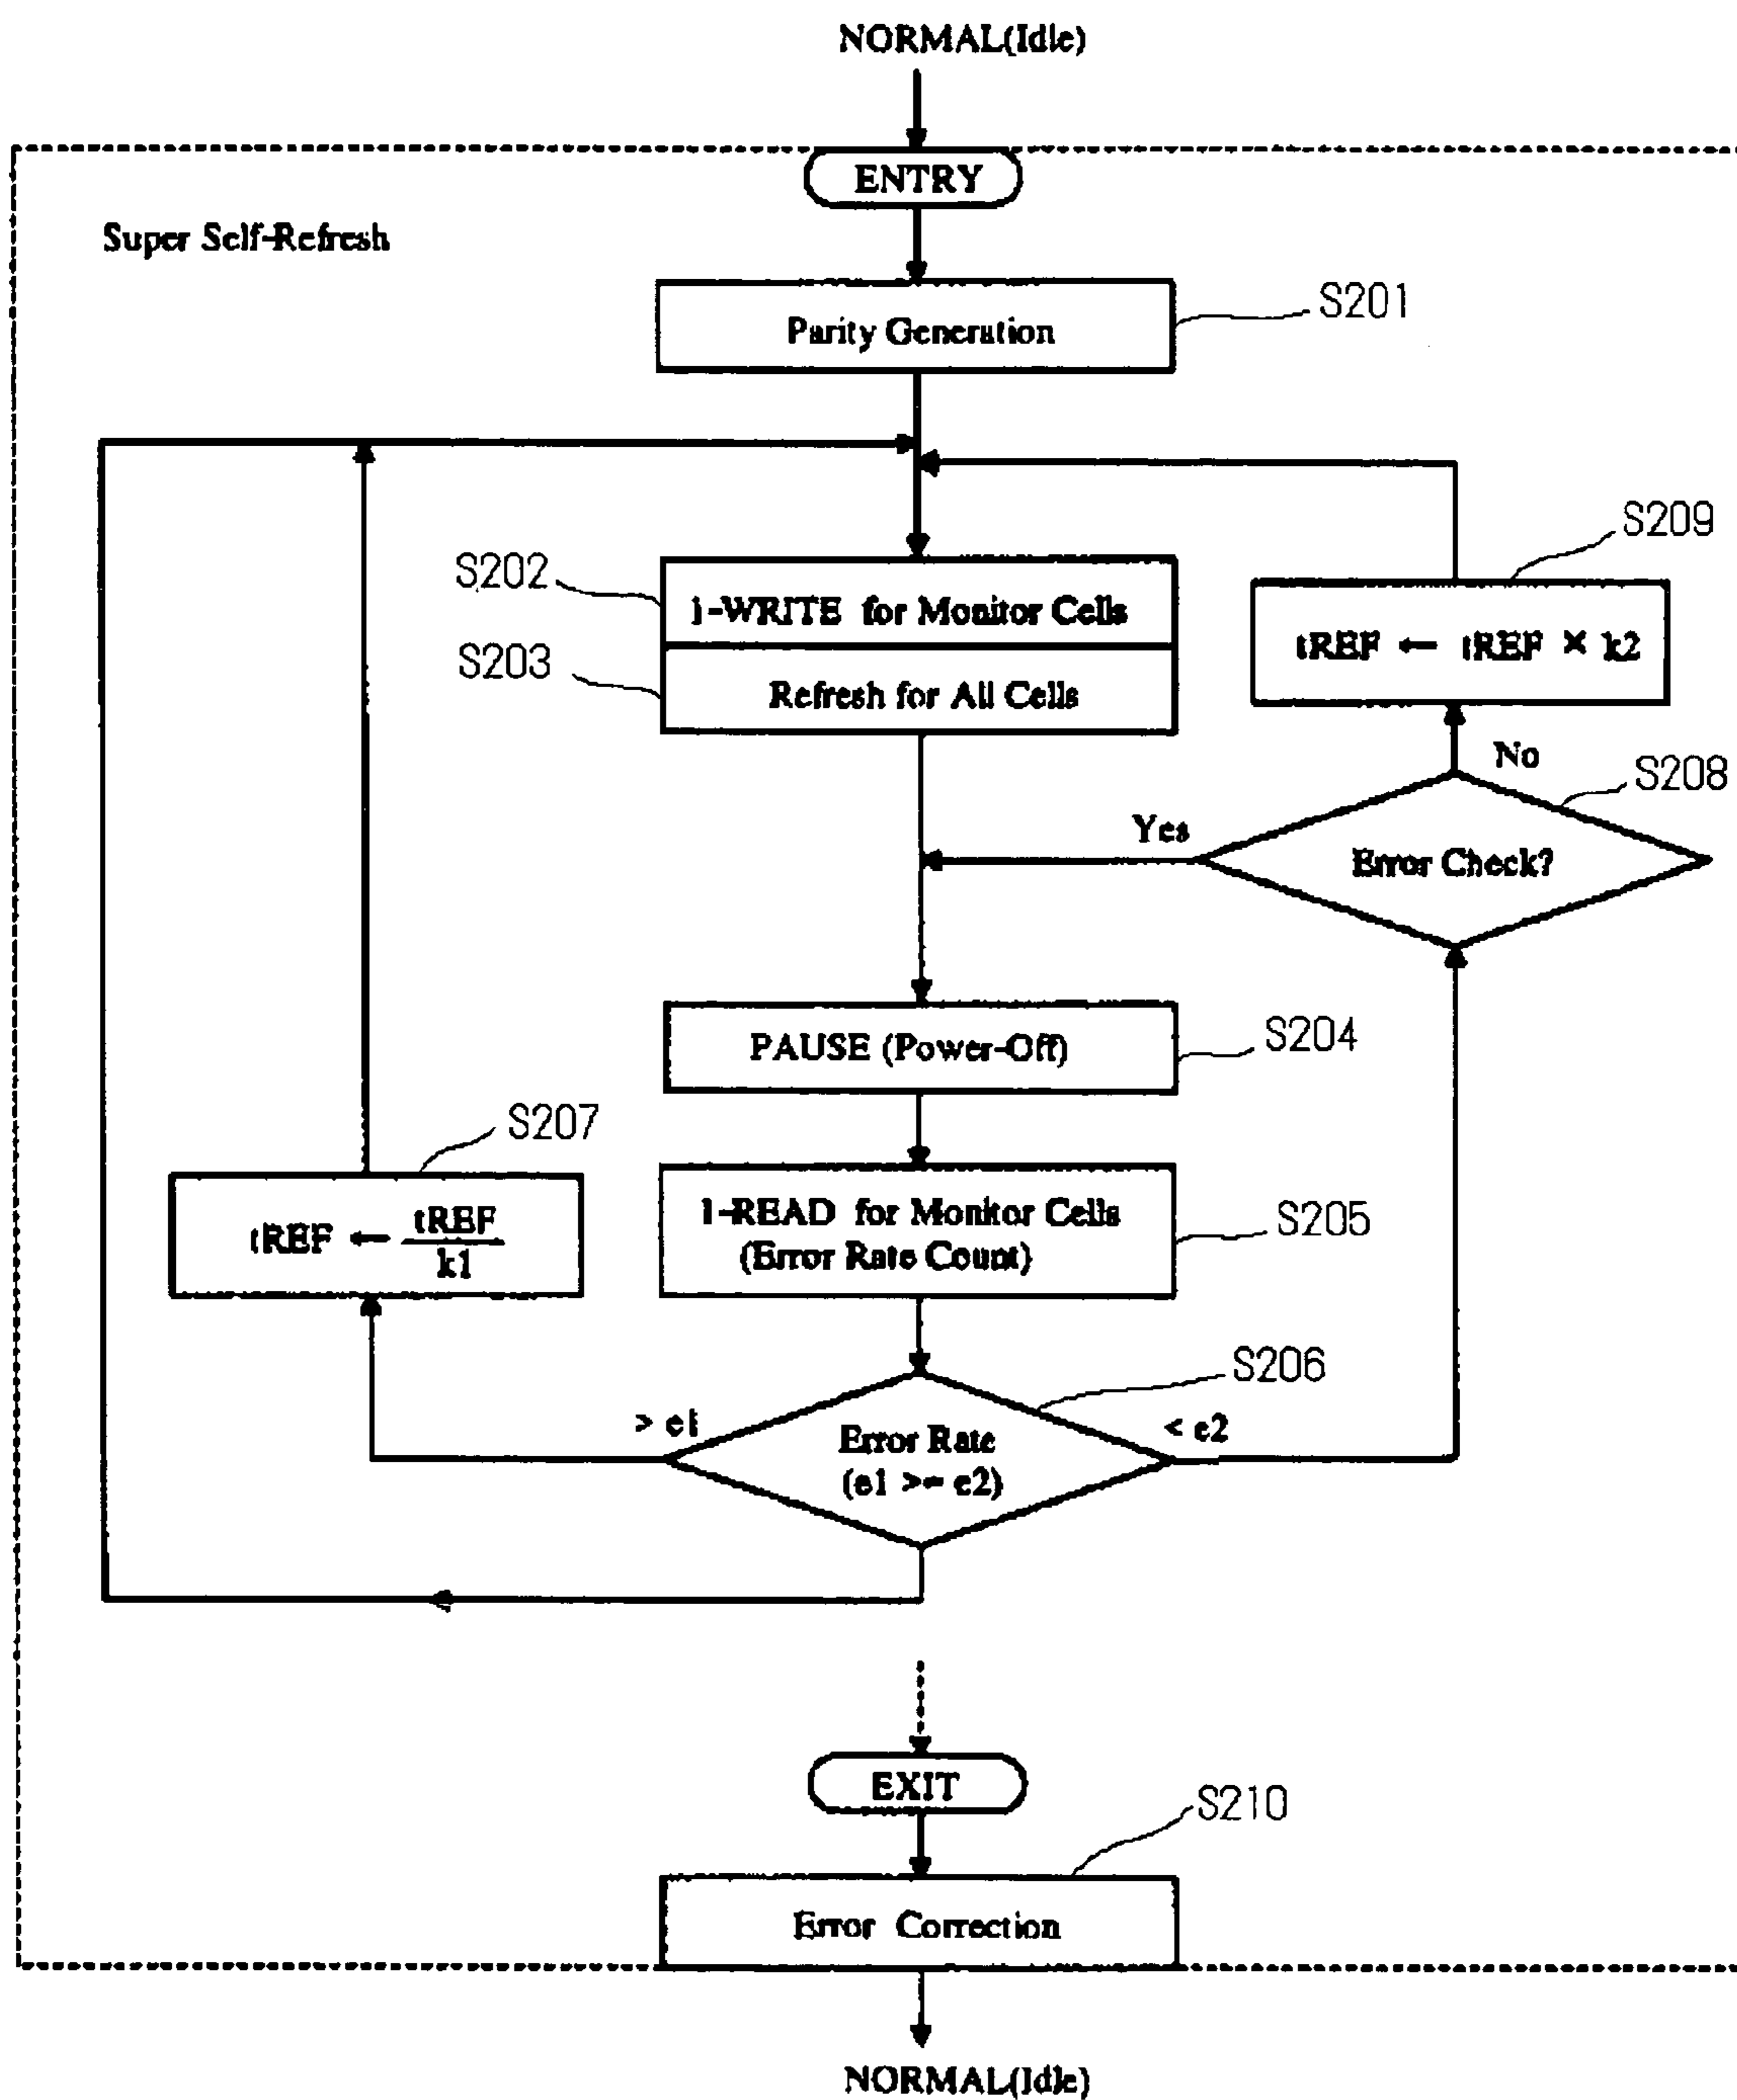 NORMAL(Idle)
ENTRY
Super Self-Refresh
Parity Generation
S201
S209
S202
1-WRITE for Monitor Cells
tREF ← tREF × k2
S203
Refresh for All Cells
No
S208
Yes
Error Check?
PAUSE (Power-Off)
S204
S207
tREF ← tREF
k1
1-READ for Monitor Cells
(Error Rate Count)
S205
S206
> e1
Error Rate
(e1 >= e2)
< e2
EXIT
S210
Error Correction
NORMAL(Idle)